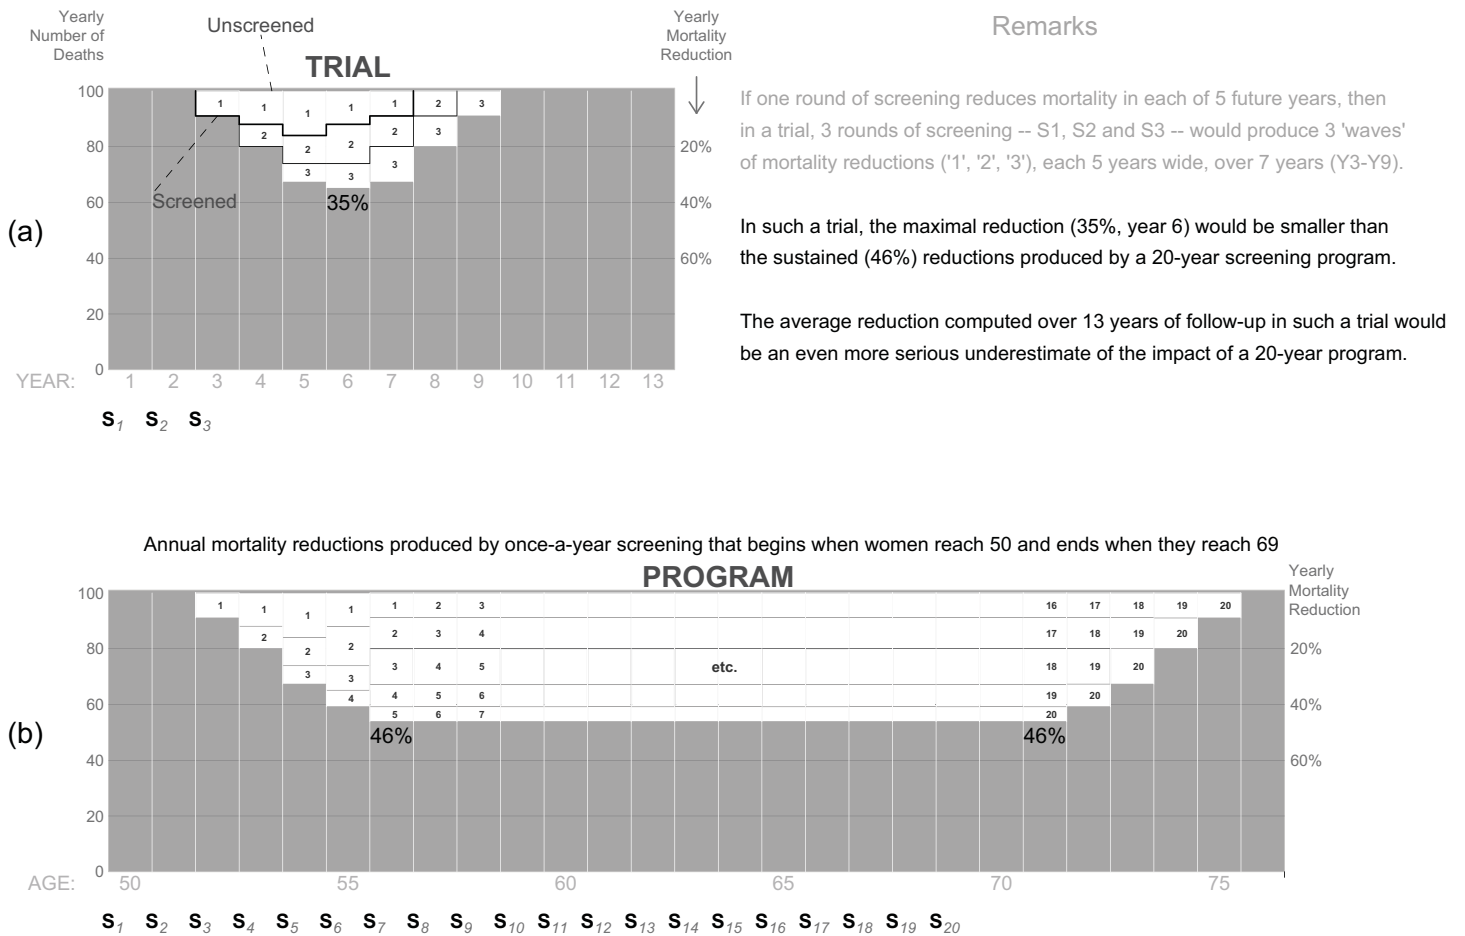 Yearly
Number of
Deaths
Unscreened
TRIAL
Yearly
Mortality
Reduction
Remarks
100
80
60
40
20
0
1 1 1 1 1 2 3
2 2 2 2 3
3 3 3
Screened
35%
20%
40%
60%
(a)
If one round of screening reduces mortality in each of 5 future years, then
in a trial, 3 rounds of screening -- S1, S2 and S3 -- would produce 3 'waves'
of mortality reductions ('1', '2', '3'), each 5 years wide, over 7 years (Y3-Y9).
In such a trial, the maximal reduction (35%, year 6) would be smaller than
the sustained (46%) reductions produced by a 20-year screening program.
The average reduction computed over 13 years of follow-up in such a trial would
be an even more serious underestimate of the impact of a 20-year program.
YEAR: 1 2 3 4 5 6 7 8 9 10 11 12 13
S1 S2 S3
Annual mortality reductions produced by once-a-year screening that begins when women reach 50 and ends when they reach 69
PROGRAM
Yearly
Mortality
Reduction
100
80
60
40
20
0
1 1 1 1 1 2 3 16 17 18 19 20
2 2 2 2 3 4 17 18 19 20
3 3 3 4 5 etc. 18 19 20
4 4 5 6 19 20
5 6 7 20
46% 46%
20%
40%
60%
(b)
AGE: 50 55 60 65 70 75
S1 S2 S3 S4 S5 S6 S7 S8 S9 S10 S11 S12 S13 S14 S15 S16 S17 S18 S19 S20